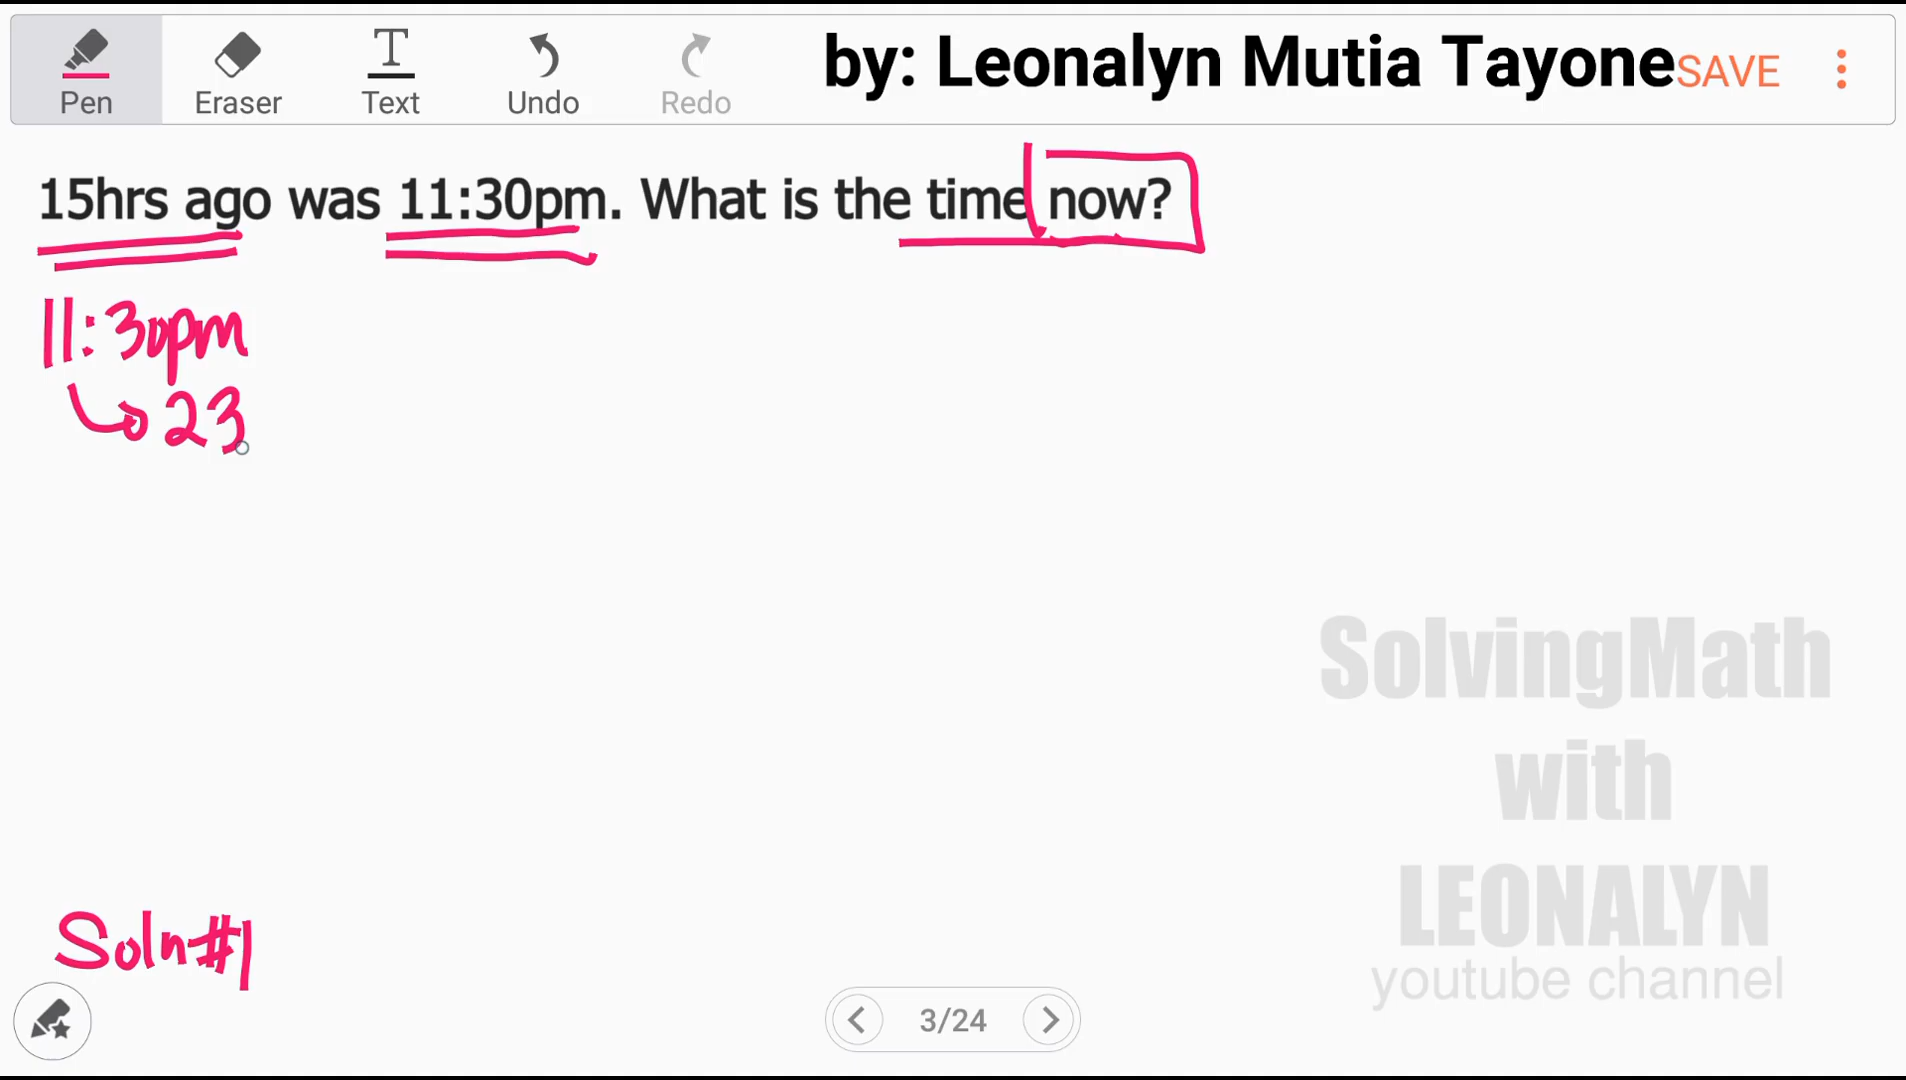 Pen
Eraser
Text
Undo
Redo
by: Leonalyn Mutia Tayone
SAVE
15hrs ago was 11:30pm. What is the time now?
11:30pm
23
SolvingMath
with
LEONALYN
youtube channel
Soln#1
3/24